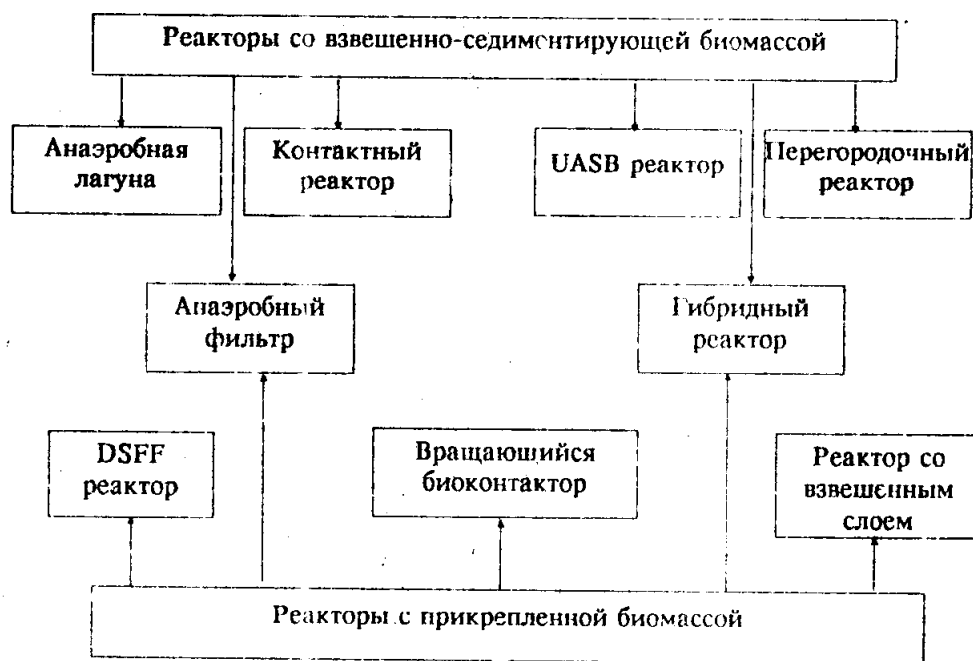 Реакторы со взвешенно-седиментирующей биомассой
Анаэробная
лагуна
Контактный
реактор
UASB реактор
Перегородочный
реактор
Анаэробный
фильтр
Гибридный
реактор
DSFF
реактор
Вращающийся
биоконтактор
Реактор со
взвешенным
слоем
Реакторы с прикрепленной биомассой